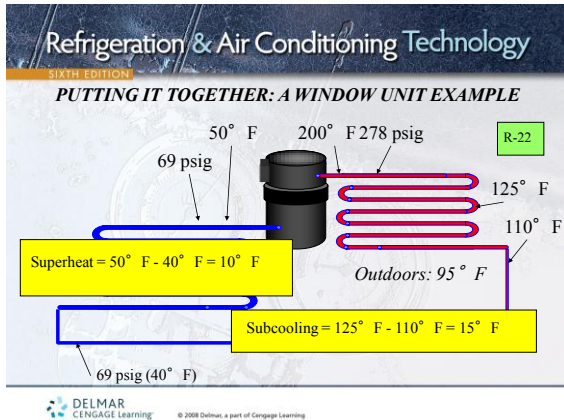 Refrigeration & Air Conditioning Technology
SIXTH EDITION
PUTTING IT TOGETHER: A WINDOW UNIT EXAMPLE
50° F
200° F 278 psig
R-22
69 psig
125° F
110° F
Superheat = 50° F - 40° F = 10° F
Outdoors: 95° F
Subcooling = 125° F - 110° F = 15° F
69 psig (40° F)
DELMAR
CENGAGE Learning
© 2008 Delmar, a part of Cengage Learning